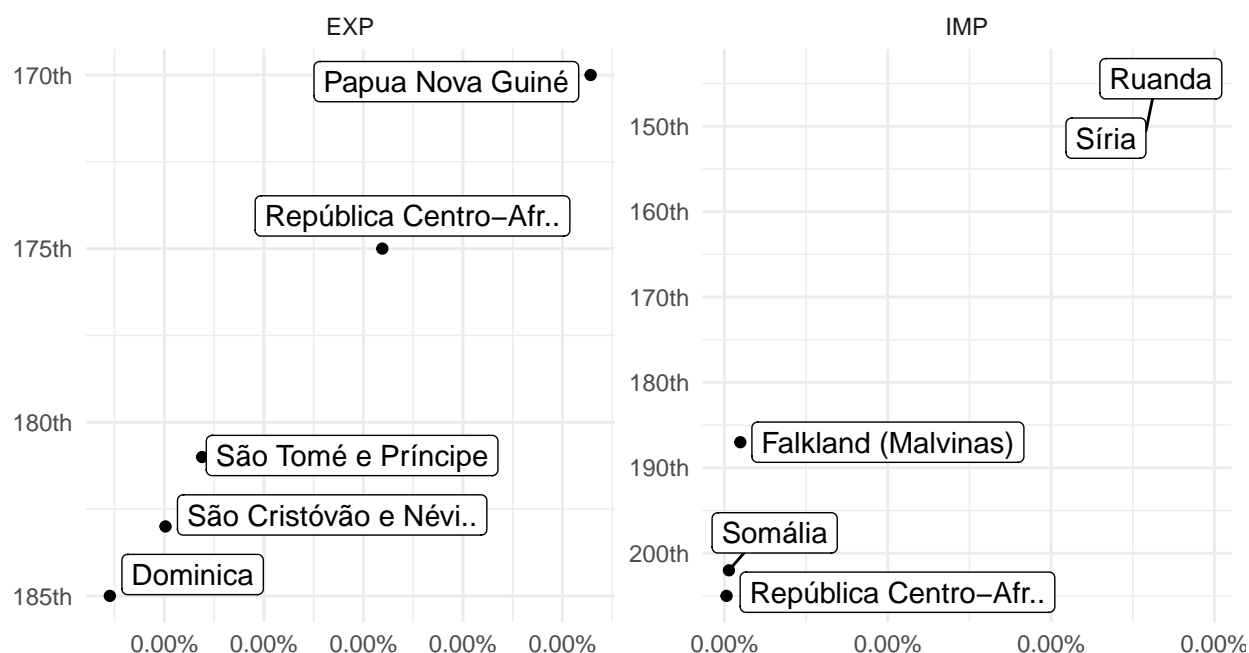 EXP
170th
175th
180th
185th
Papua Nova Guiné
República Centro−Afr..
São Tomé e Príncipe
São Cristóvão e Névi..
Dominica
0.00% 0.00% 0.00% 0.00% 0.00%
IMP
150th
160th
170th
180th
190th
200th
Ruanda
Síria
Falkland (Malvinas)
Somália
República Centro−Afr..
0.00% 0.00% 0.00% 0.00%